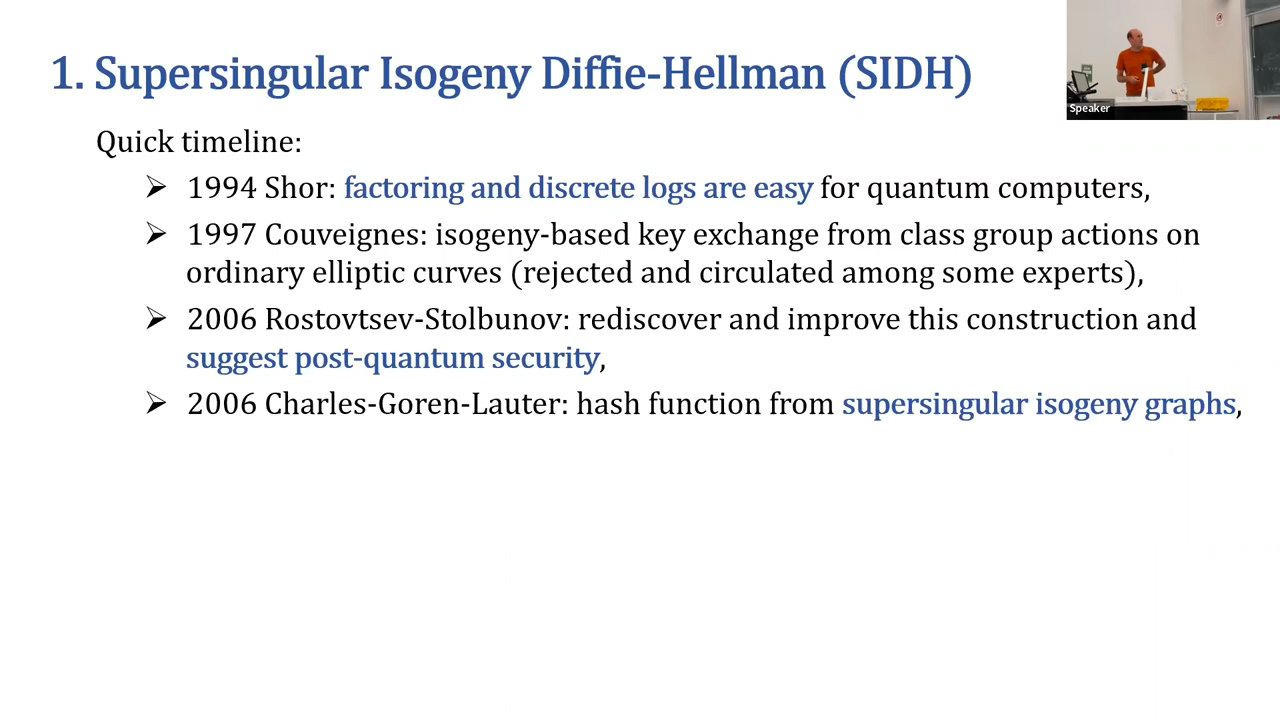 1. Supersingular Isogeny Diffie-Hellman (SIDH)
Speaker
Quick timeline:
➢ 1994 Shor: factoring and discrete logs are easy for quantum computers,
➢ 1997 Couveignes: isogeny-based key exchange from class group actions on
ordinary elliptic curves (rejected and circulated among some experts),
➢ 2006 Rostovtsev-Stolbunov: rediscover and improve this construction and
suggest post-quantum security,
➢ 2006 Charles-Goren-Lauter: hash function from supersingular isogeny graphs,